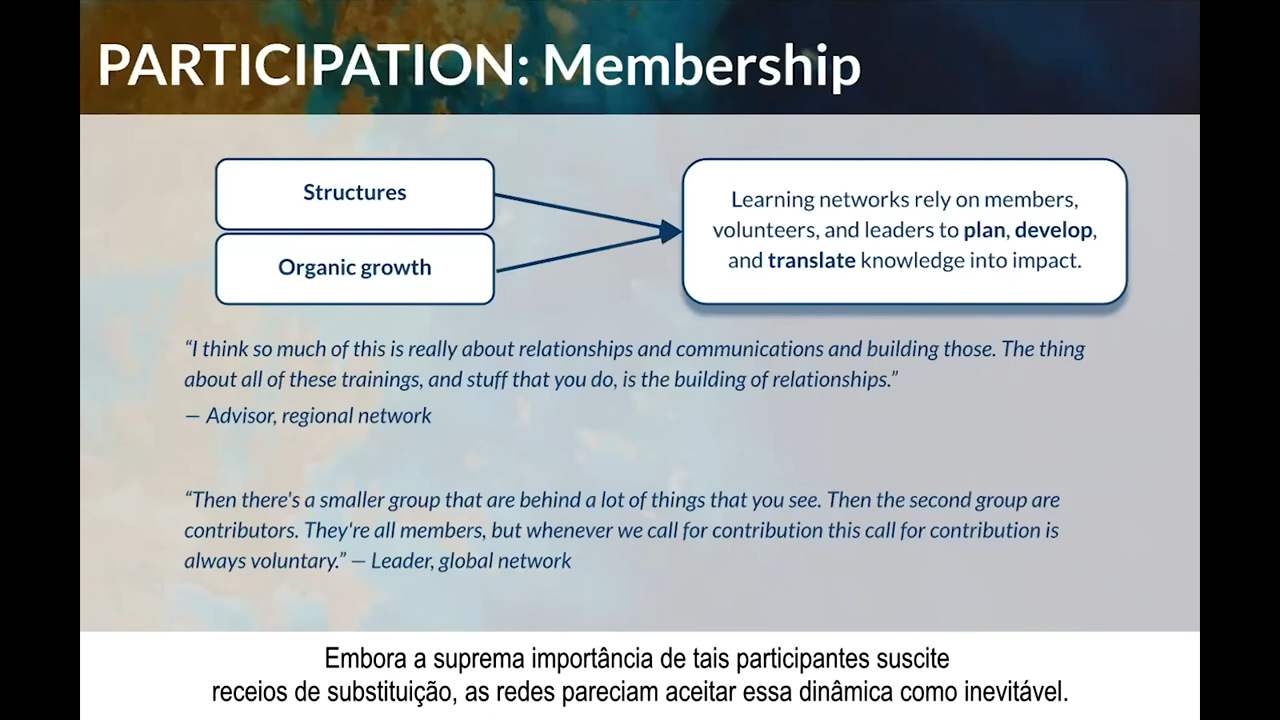 PARTICIPATION: Membership
Structures
Organic growth
Learning networks rely on members,
volunteers, and leaders to plan, develop,
and translate knowledge into impact.
“I think so much of this is really about relationships and communications and building those. The thing
about all of these trainings, and stuff that you do, is the building of relationships.”
— Advisor, regional network
“Then there's a smaller group that are behind a lot of things that you see. Then the second group are
contributors. They're all members, but whenever we call for contribution this call for contribution is
always voluntary.” — Leader, global network
Embora a suprema importância de tais participantes suscite
receios de substituição, as redes pareciam aceitar essa dinâmica como inevitável.